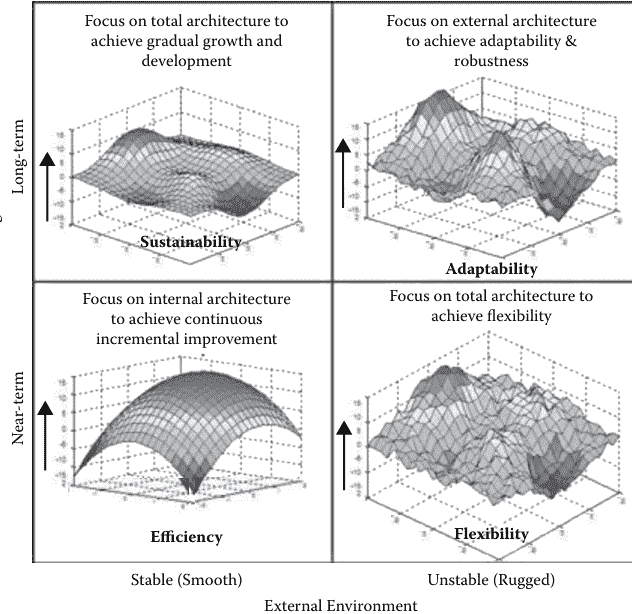 Focus on total architecture to
achieve gradual growth and
development
Focus on external architecture
to achieve adaptability &
robustness
Long-term
Sustainability
Adaptability
Focus on internal architecture
to achieve continuous
incremental improvement
Focus on total architecture to
achieve flexibility
Near-term
Efficiency
Flexibility
Stable (Smooth)
Unstable (Rugged)
External Environment